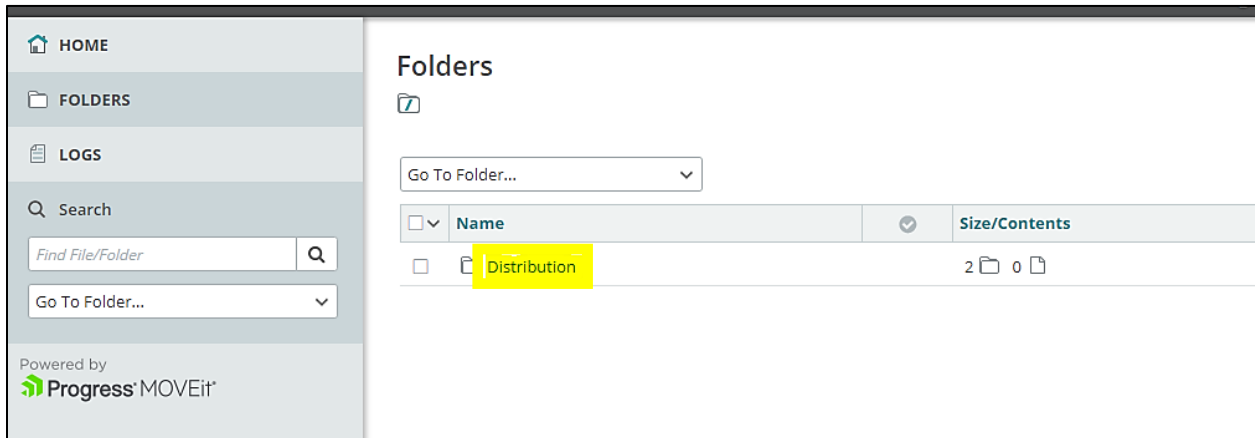 HOME
FOLDERS
LOGS
Search
Find File/Folder
Go To Folder...
Powered by
Progress® MOVEit®
Folders
Go To Folder...
Name Size/Contents
Distribution 2 0